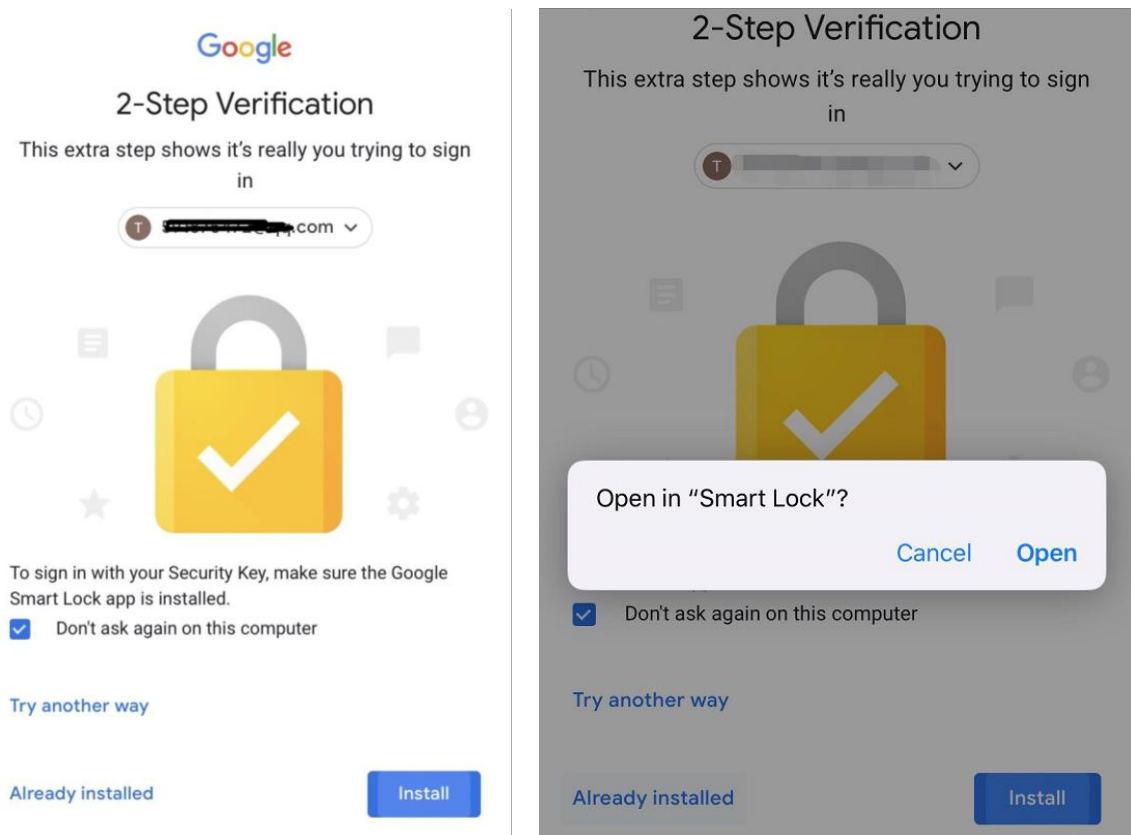 Google
2-Step Verification
This extra step shows it's really you trying to sign
in
T .com
To sign in with your Security Key, make sure the Google
Smart Lock app is installed.
Don't ask again on this computer
Try another way
Already installed
Install
2-Step Verification
This extra step shows it's really you trying to sign
in
T
Open in “Smart Lock”?
Cancel
Open
Don't ask again on this computer
Try another way
Already installed
Install